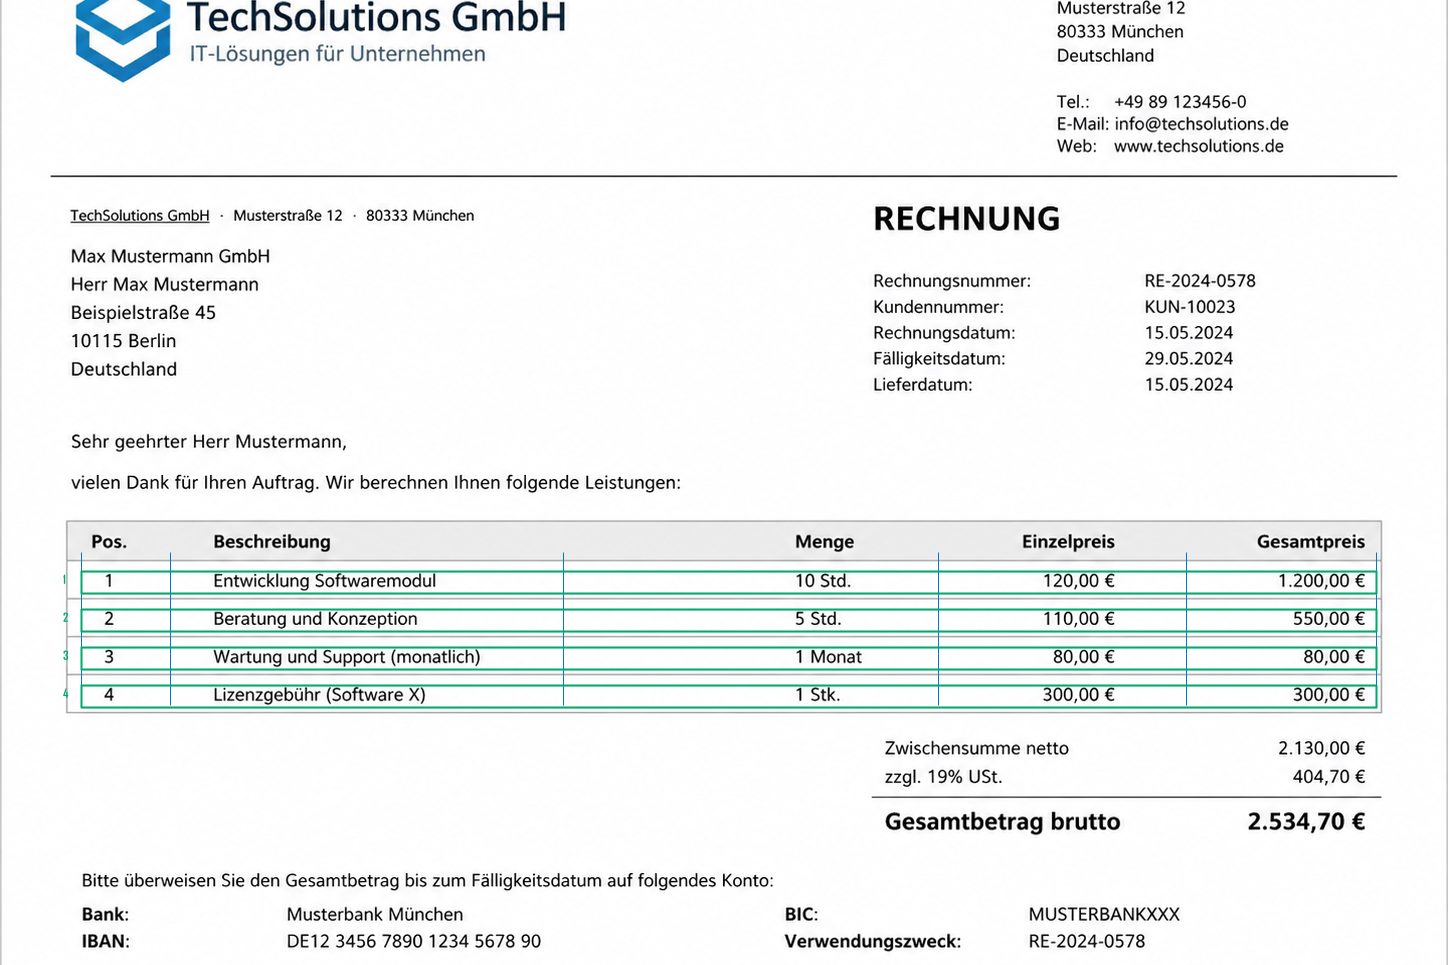 TechSolutions GmbH
IT-Lösungen für Unternehmen
Musterstraße 12
80333 München
Deutschland
Tel.: +49 89 123456-0
E-Mail: info@techsolutions.de
Web: www.techsolutions.de
TechSolutions GmbH · Musterstraße 12 · 80333 München
Max Mustermann GmbH
Herr Max Mustermann
Beispielstraße 45
10115 Berlin
Deutschland
RECHNUNG
Rechnungsnummer: RE-2024-0578
Kundennummer: KUN-10023
Rechnungsdatum: 15.05.2024
Fälligkeitsdatum: 29.05.2024
Lieferdatum: 15.05.2024
Sehr geehrter Herr Mustermann,
vielen Dank für Ihren Auftrag. Wir berechnen Ihnen folgende Leistungen:
Pos. Beschreibung Menge Einzelpreis Gesamtpreis
1 1 Entwicklung Softwaremodul 10 Std. 120,00 € 1.200,00 €
2 2 Beratung und Konzeption 5 Std. 110,00 € 550,00 €
3 3 Wartung und Support (monatlich) 1 Monat 80,00 € 80,00 €
4 4 Lizenzgebühr (Software X) 1 Stk. 300,00 € 300,00 €
Zwischensumme netto 2.130,00 €
zzgl. 19% USt. 404,70 €
Gesamtbetrag brutto 2.534,70 €
Bitte überweisen Sie den Gesamtbetrag bis zum Fälligkeitsdatum auf folgendes Konto:
Bank: Musterbank München BIC: MUSTERBANKXXX
IBAN: DE12 3456 7890 1234 5678 90 Verwendungszweck: RE-2024-0578